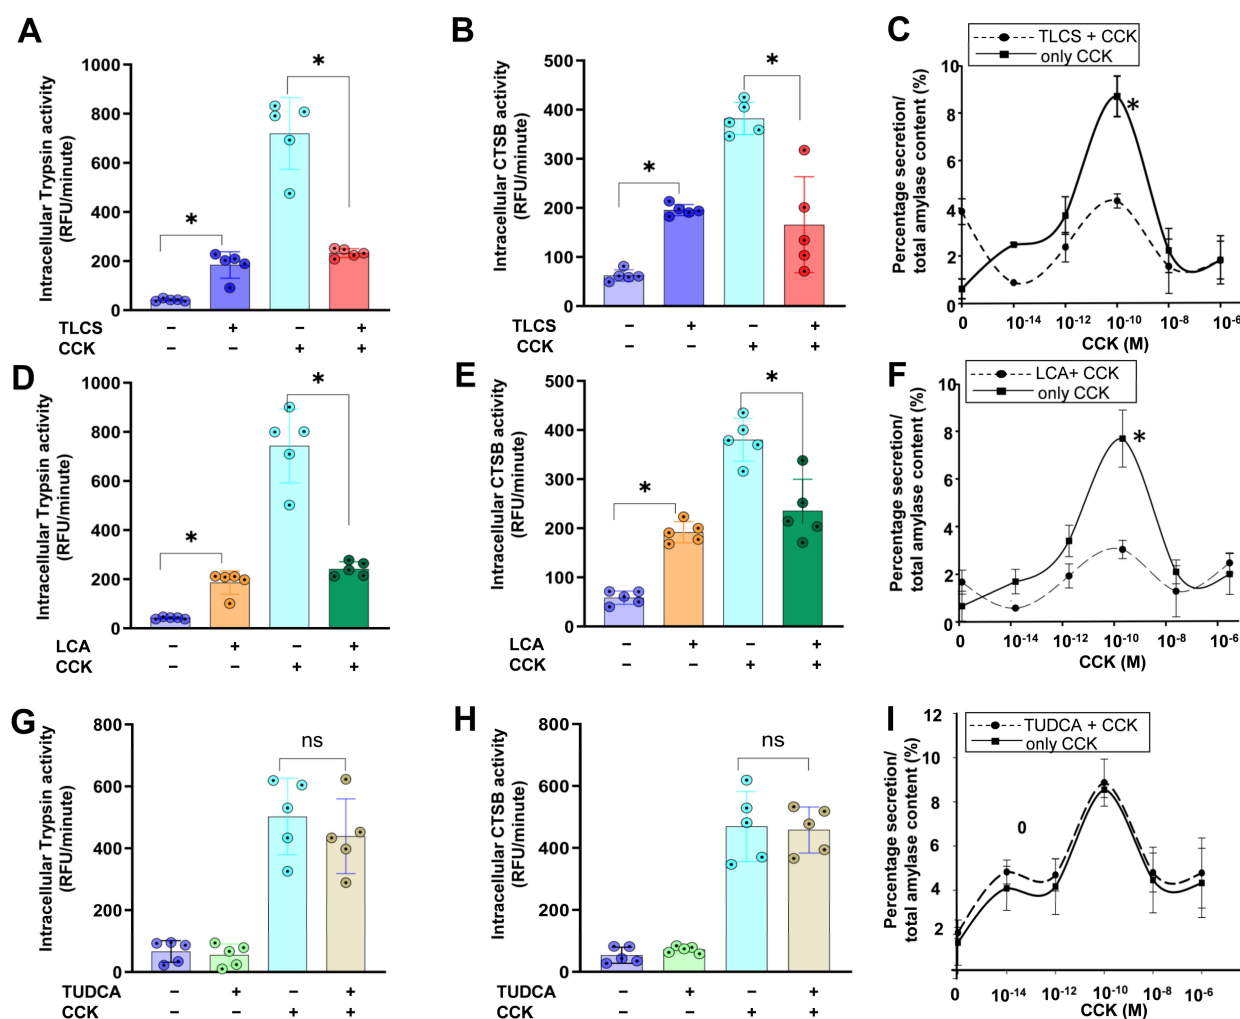 A
Intracellular Trypsin activity
(RFU/minute)
1000
800
600
400
200
0
*
*
TLCS − + − +
CCK − − + +
B
Intracellular CTSB activity
(RFU/minute)
500
400
300
200
100
0
*
*
TLCS − + − +
CCK − − + +
C
TLCS + CCK
only CCK
Percentage secretion/
total amylase content (%)
10
8
6
4
2
0
*
0 10-14 10-12 10-10 10-8 10-6
CCK (M)
D
Intracellular Trypsin activity
(RFU/minute)
1000
800
600
400
200
0
*
*
LCA − + − +
CCK − − + +
E
Intracellular CTSB activity
(RFU/minute)
500
400
300
200
100
0
*
*
LCA − + − +
CCK − − + +
F
LCA+ CCK
only CCK
Percentage secretion/
total amylase content (%)
10
8
6
4
2
0
*
0 10-14 10-12 10-10 10-8 10-6
CCK (M)
G
Intracellular Trypsin activity
(RFU/minute)
800
600
400
200
0
ns
TUDCA − + − +
CCK − − + +
H
Intracellular CTSB activity
(RFU/minute)
800
600
400
200
0
ns
TUDCA − + − +
CCK − − + +
I
TUDCA + CCK
only CCK
Percentage secretion/
total amylase content (%)
12
10
8
6
4
2
0
0 10-14 10-12 10-10 10-8 10-6
CCK (M)